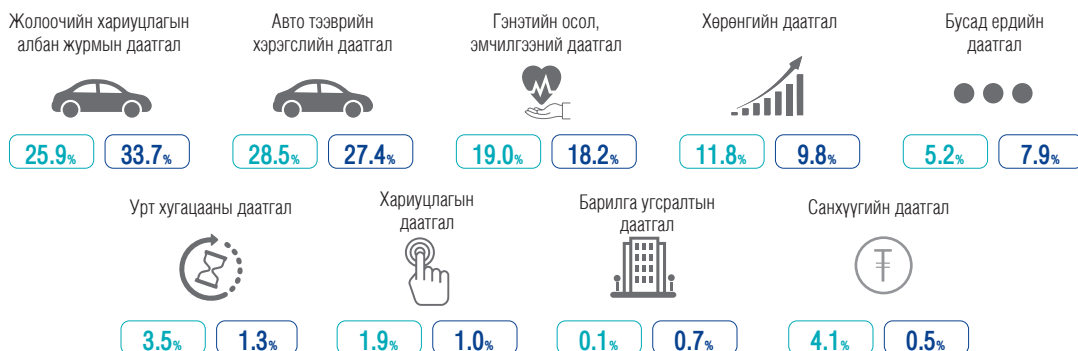 Жолоочийн хариуцлагын
албан журмын даатгал
Авто тээврийн
хэрэгслийн даатгал
Гэнэтийн осол,
эмчилгээний даатгал
Хөрөнгийн даатгал
Бусад ердийн
даатгал
25.9% 33.7% 28.5% 27.4% 19.0% 18.2% 11.8% 9.8% 5.2% 7.9%
Урт хугацааны даатгал
Хариуцлагын
даатгал
Барилга угсралтын
даатгал
Санхүүгийн даатгал
₮
3.5% 1.3% 1.9% 1.0% 0.1% 0.7% 4.1% 0.5%